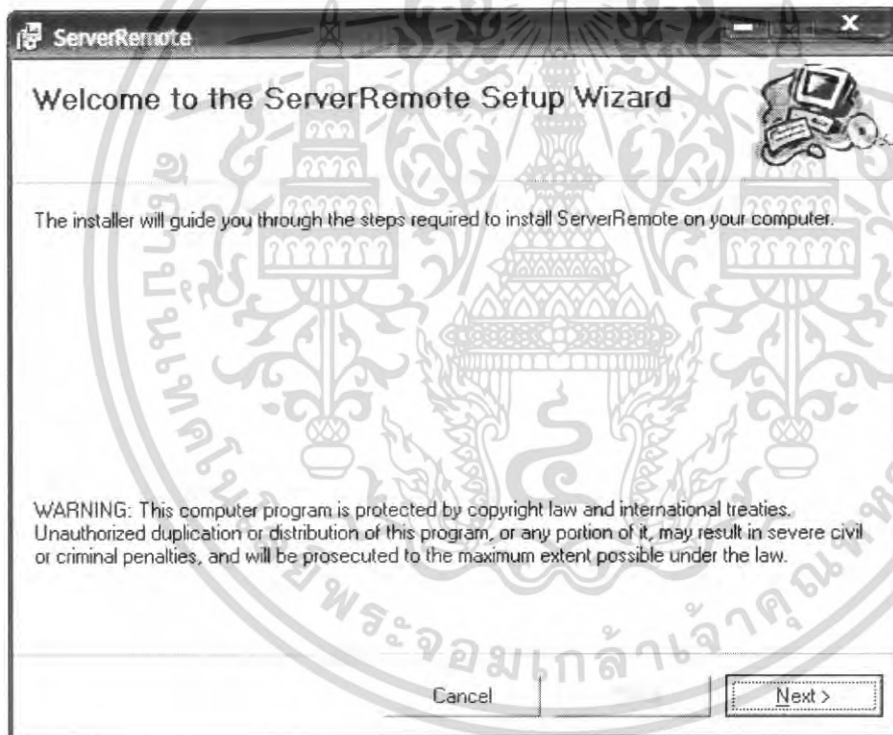 ServerRemote
Welcome to the ServerRemote Setup Wizard
The installer will guide you through the steps required to install ServerRemote on your computer.
WARNING: This computer program is protected by copyright law and international treaties.
Unauthorized duplication or distribution of this program, or any portion of it, may result in severe civil
or criminal penalties, and will be prosecuted to the maximum extent possible under the law.
Cancel
Next >